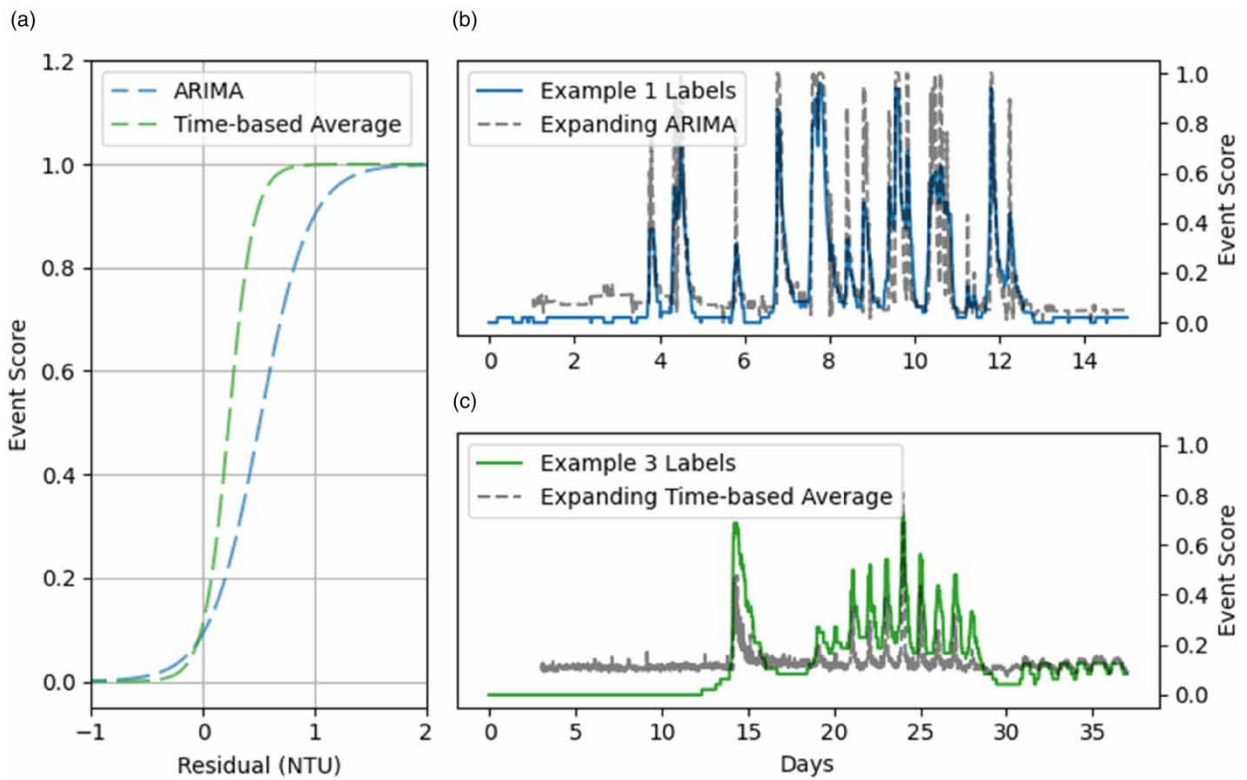 (a)
Event Score
1.2
1.0
0.8
0.6
0.4
0.2
0.0
ARIMA
Time-based Average
−1
0
1
2
Residual (NTU)
(b)
Example 1 Labels
Expanding ARIMA
1.0
0.8
0.6
0.4
0.2
0.0
Event Score
0
2
4
6
8
10
12
14
(c)
Example 3 Labels
Expanding Time-based Average
1.0
0.8
0.6
0.4
0.2
0.0
Event Score
0
5
10
15
20
25
30
35
Days